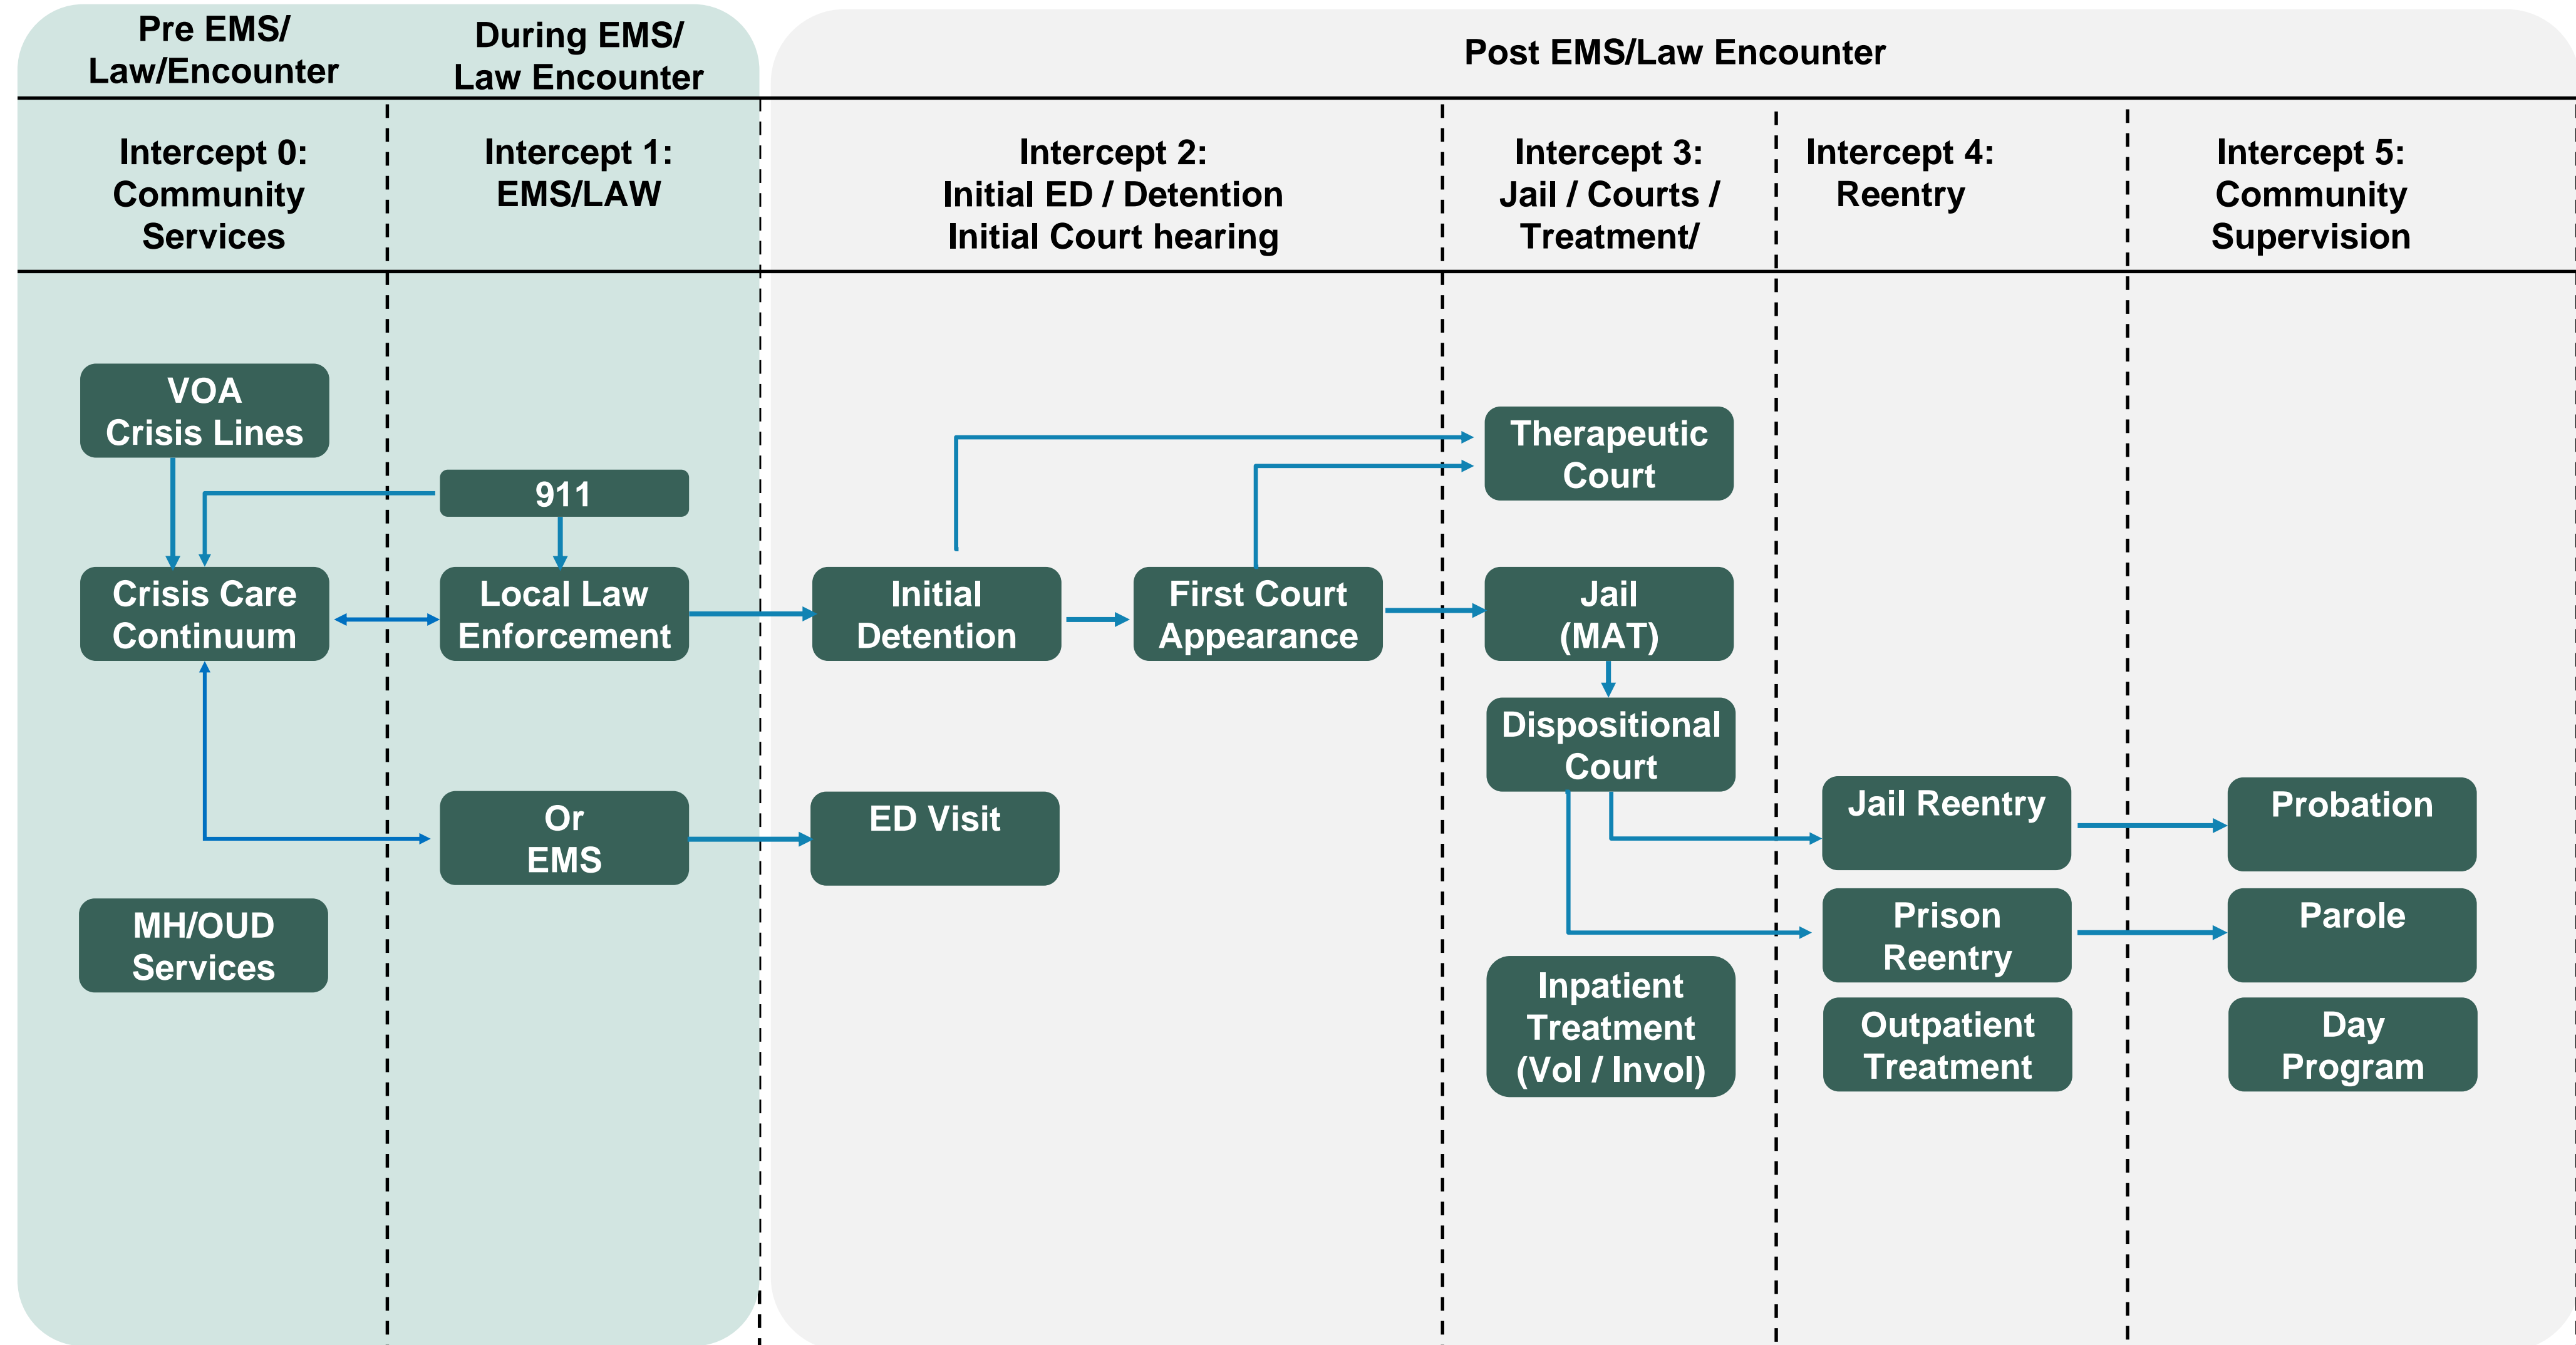 Pre EMS/
Law/Encounter
During EMS/
Law Encounter
Post EMS/Law Encounter
Intercept 0:
Community
Services
Intercept 1:
EMS/LAW
Intercept 2:
Initial ED / Detention
Initial Court hearing
Intercept 3:
Jail / Courts /
Treatment/
Intercept 4:
Reentry
Intercept 5:
Community
Supervision
VOA
Crisis Lines
Crisis Care
Continuum
MH/OUD
Services
911
Local Law
Enforcement
Or
EMS
Initial
Detention
ED Visit
First Court
Appearance
Therapeutic
Court
Jail
(MAT)
Dispositional
Court
Inpatient
Treatment
(Vol / Invol)
Jail Reentry
Prison
Reentry
Outpatient
Treatment
Probation
Parole
Day
Program